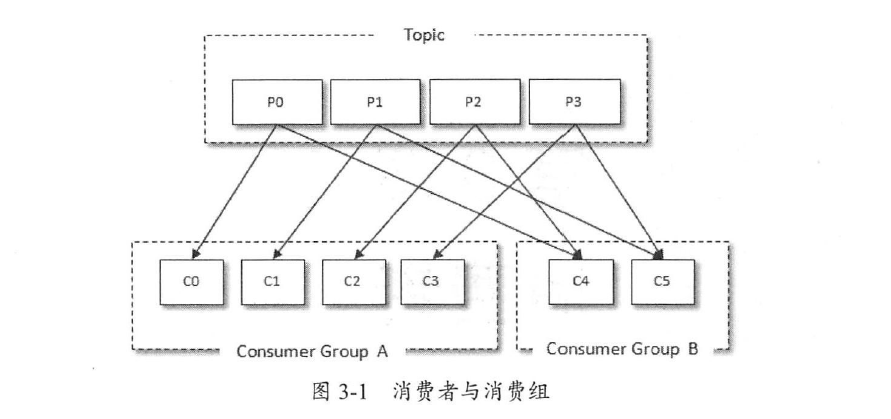 Topic
P0 P1 P2 P3
C0 C1 C2 C3 C4 C5
Consumer Group A Consumer Group B
图 3-1 消费者与消费组